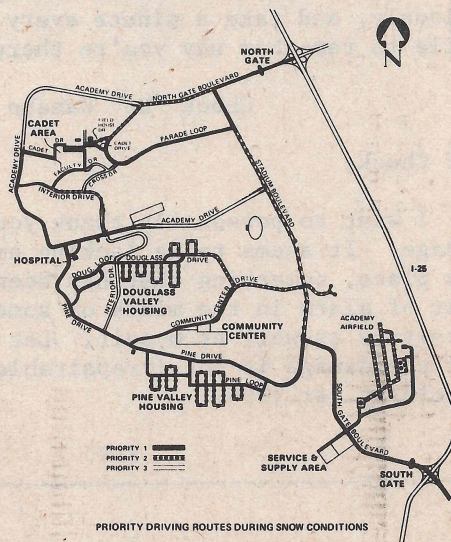 NORTH
GATE
N
ACADEMY DRIVE
NORTH GATE BOULEVARD
CADET
AREA
FIELD
HOUSE
DR
CADET
DRIVE
PARADE LOOP
CADET DR
FACULTY DR
CROSS DR
ACADEMY DRIVE
INTERIOR DRIVE
STADIUM BOULEVARD
ACADEMY DRIVE
HOSPITAL
DOUG. LOOP
DOUGLASS DRIVE
I-25
INTERIOR DR.
DOUGLASS
VALLEY
HOUSING
COMMUNITY CENTER DRIVE
PINE DRIVE
COMMUNITY
CENTER
ACADEMY
AIRFIELD
PINE DRIVE
PINE LOOP
PINE VALLEY
HOUSING
SOUTH GATE BOULEVARD
PRIORITY 1
PRIORITY 2
PRIORITY 3
SERVICE &
SUPPLY AREA
SOUTH
GATE
PRIORITY DRIVING ROUTES DURING SNOW CONDITIONS